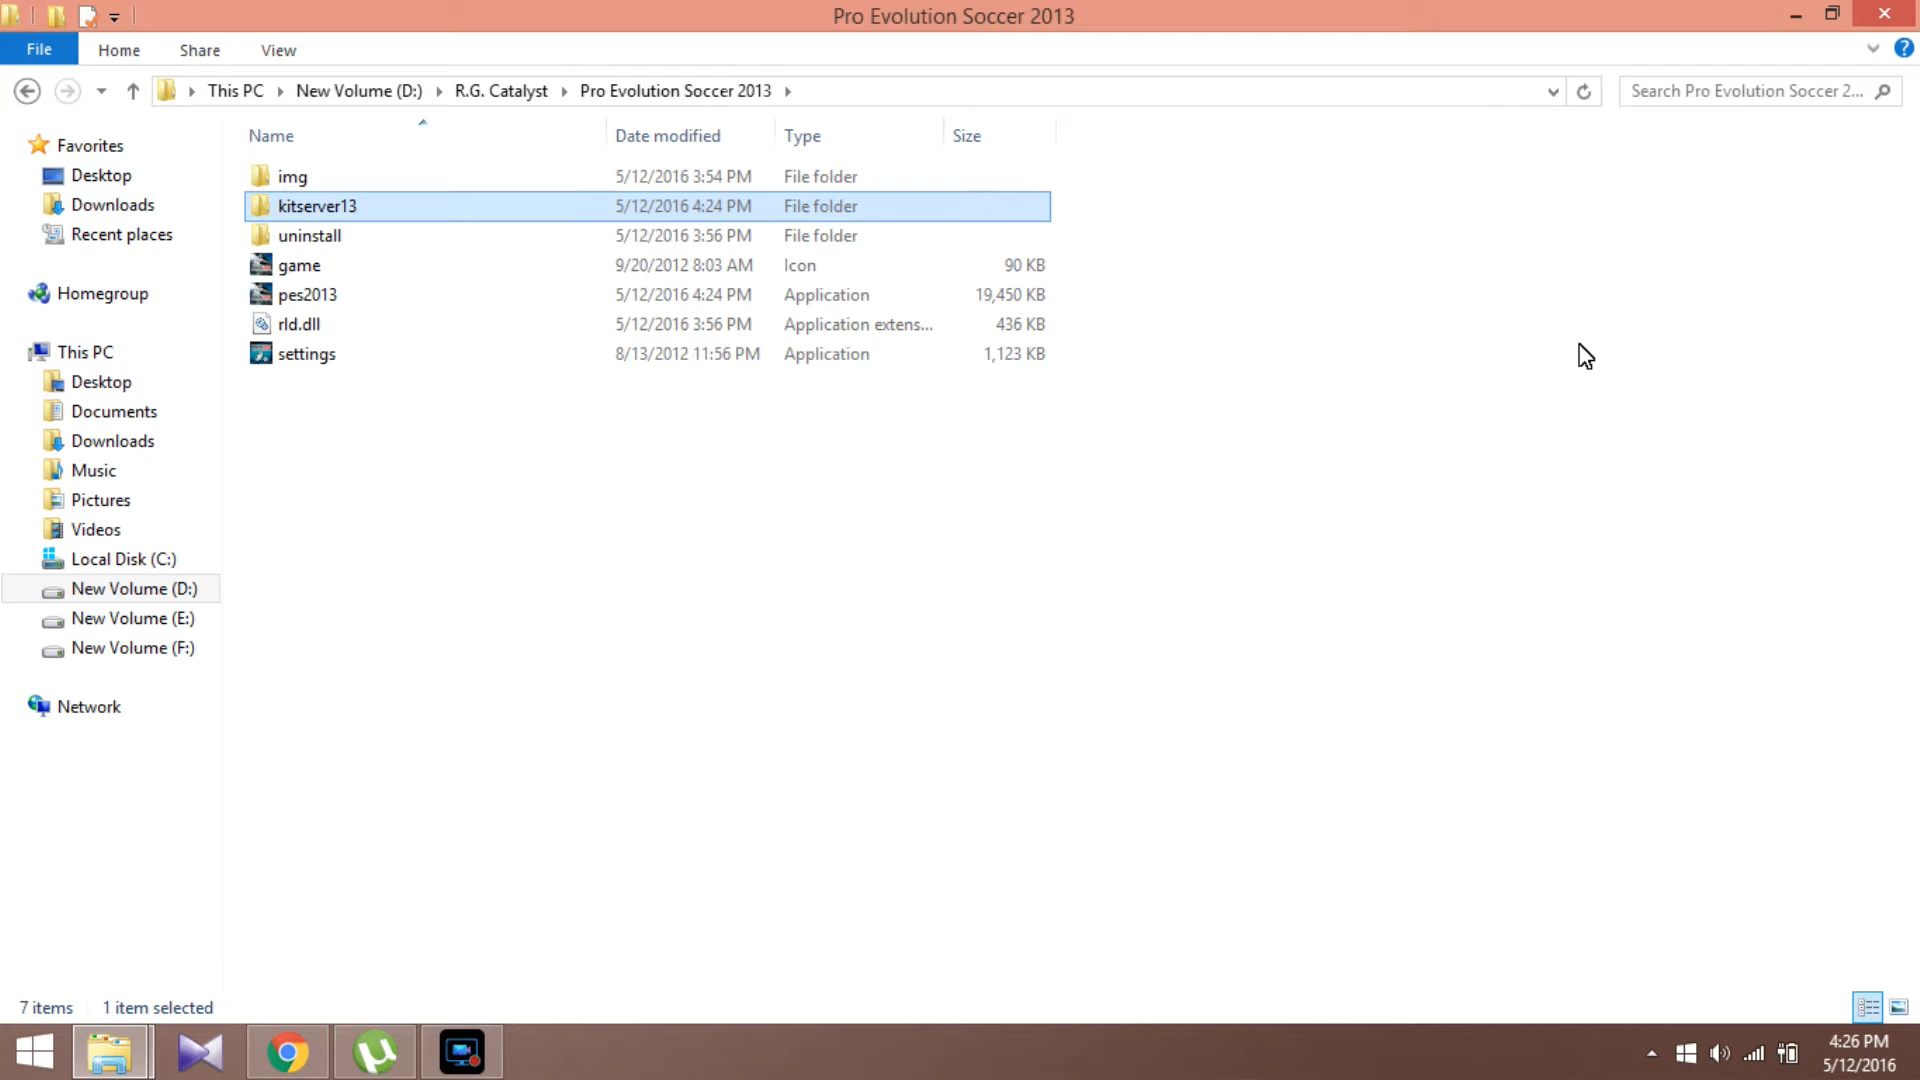 Pro Evolution Soccer 2013
File Home Share View
This PC New Volume (D:) R.G. Catalyst Pro Evolution Soccer 2013
Search Pro Evolution Soccer 2...
Favorites
Desktop
Downloads
Recent places
Homegroup
This PC
Desktop
Documents
Downloads
Music
Pictures
Videos
Local Disk (C:)
New Volume (D:)
New Volume (E:)
New Volume (F:)
Network
Name Date modified Type Size
img 5/12/2016 3:54 PM File folder
kitserver13 5/12/2016 4:24 PM File folder
uninstall 5/12/2016 3:56 PM File folder
game 9/20/2012 8:03 AM Icon 90 KB
pes2013 5/12/2016 4:24 PM Application 19,450 KB
rld.dll 5/12/2016 3:56 PM Application extens... 436 KB
settings 8/13/2012 11:56 PM Application 1,123 KB
7 items 1 item selected
4:26 PM
5/12/2016